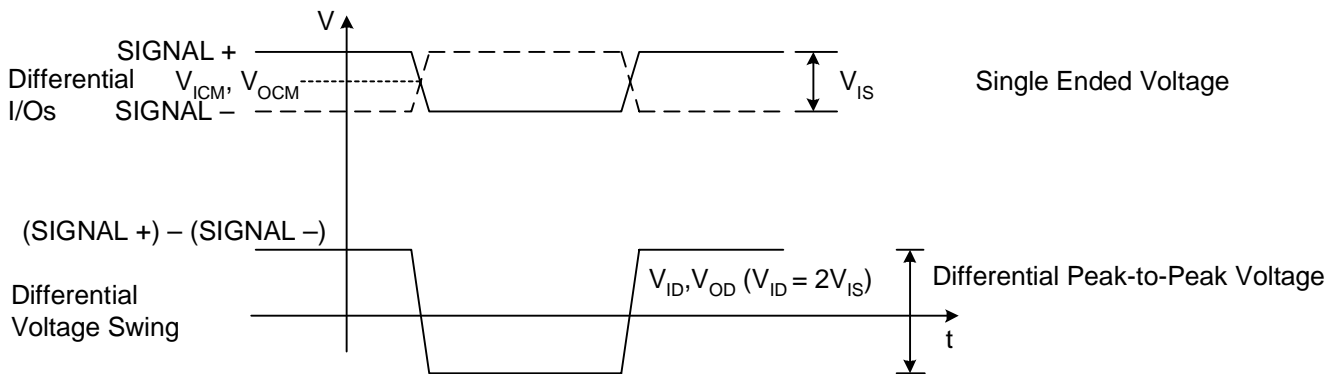 V
SIGNAL +
Differential V_ICM, V_OCM
I/Os SIGNAL –
V_IS
Single Ended Voltage
(SIGNAL +) – (SIGNAL –)
V_ID,V_OD (V_ID = 2V_IS)
Differential Peak-to-Peak Voltage
Differential
Voltage Swing
t